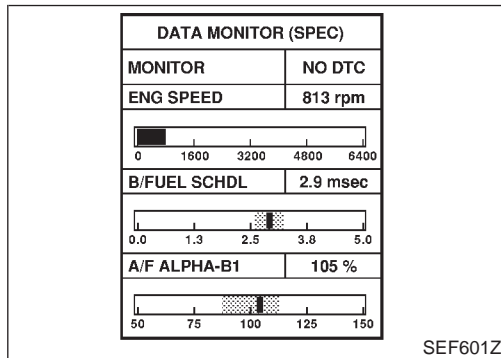 DATA MONITOR (SPEC)
MONITOR NO DTC
ENG SPEED 813 rpm
0 1600 3200 4800 6400
B/FUEL SCHDL 2.9 msec
0.0 1.3 2.5 3.8 5.0
A/F ALPHA-B1 105 %
50 75 100 125 150
SEF601Z